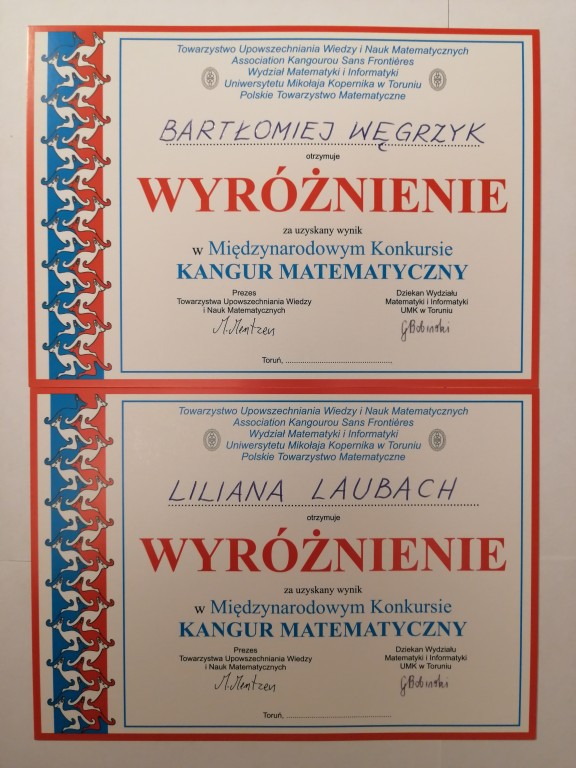 Towarzystwo Upowszechniania Wiedzy i Nauk Matematycznych
Association Kangourou Sans Frontières
Wydział Matematyki i Informatyki
Uniwersytetu Mikołaja Kopernika w Toruniu
Polskie Towarzystwo Matematyczne
BARTŁOMIEJ WĘGRZYK
otrzymuje
WYRÓŻNIENIE
za uzyskany wynik
w Międzynarodowym Konkursie
KANGUR MATEMATYCZNY
Prezes
Towarzystwa Upowszechniania Wiedzy
i Nauk Matematycznych
M. Mentzen
Dziekan Wydziału
Matematyki i Informatyki
UMK w Toruniu
G Bobiński
Toruń, ................................................
Towarzystwo Upowszechniania Wiedzy i Nauk Matematycznych
Association Kangourou Sans Frontières
Wydział Matematyki i Informatyki
Uniwersytetu Mikołaja Kopernika w Toruniu
Polskie Towarzystwo Matematyczne
LILIANA LAUBACH
otrzymuje
WYRÓŻNIENIE
za uzyskany wynik
w Międzynarodowym Konkursie
KANGUR MATEMATYCZNY
Prezes
Towarzystwa Upowszechniania Wiedzy
i Nauk Matematycznych
M. Mentzen
Dziekan Wydziału
Matematyki i Informatyki
UMK w Toruniu
G Bobiński
Toruń, ................................................